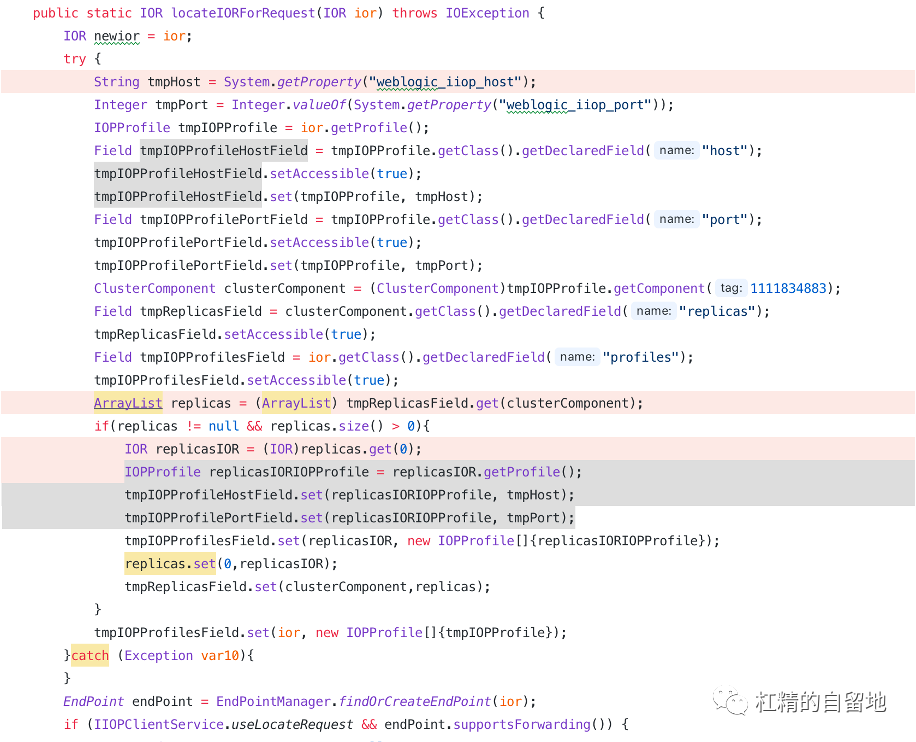 public static IOR locateIORForRequest(IOR ior) throws IOException {
IOR newior = ior;
try {
String tmpHost = System.getProperty("weblogic_iiop_host");
Integer tmpPort = Integer.valueOf(System.getProperty("weblogic_iiop_port"));
IOPProfile tmpIOPProfile = ior.getProfile();
Field tmpIOPProfileHostField = tmpIOPProfile.getClass().getDeclaredField( name: "host");
tmpIOPProfileHostField.setAccessible(true);
tmpIOPProfileHostField.set(tmpIOPProfile, tmpHost);
Field tmpIOPProfilePortField = tmpIOPProfile.getClass().getDeclaredField( name: "port");
tmpIOPProfilePortField.setAccessible(true);
tmpIOPProfilePortField.set(tmpIOPProfile, tmpPort);
ClusterComponent clusterComponent = (ClusterComponent)tmpIOPProfile.getComponent( tag: 1111834883);
Field tmpReplicasField = clusterComponent.getClass().getDeclaredField( name: "replicas");
tmpReplicasField.setAccessible(true);
Field tmpIOPProfilesField = ior.getClass().getDeclaredField( name: "profiles");
tmpIOPProfilesField.setAccessible(true);
ArrayList replicas = (ArrayList) tmpReplicasField.get(clusterComponent);
if(replicas != null && replicas.size() > 0){
IOR replicasIOR = (IOR)replicas.get(0);
IOPProfile replicasIORIOPProfile = replicasIOR.getProfile();
tmpIOPProfileHostField.set(replicasIORIOPProfile, tmpHost);
tmpIOPProfilePortField.set(replicasIORIOPProfile, tmpPort);
tmpIOPProfilesField.set(replicasIOR, new IOPProfile[]{replicasIORIOPProfile});
replicas.set(0,replicasIOR);
tmpReplicasField.set(clusterComponent,replicas);
}
tmpIOPProfilesField.set(ior, new IOPProfile[]{tmpIOPProfile});
}catch (Exception var10){
}
EndPoint endPoint = EndPointManager.findOrCreateEndPoint(ior);
if (IIOPClientService.useLocateRequest && endPoint.supportsForwarding()) {
杠精的自留地